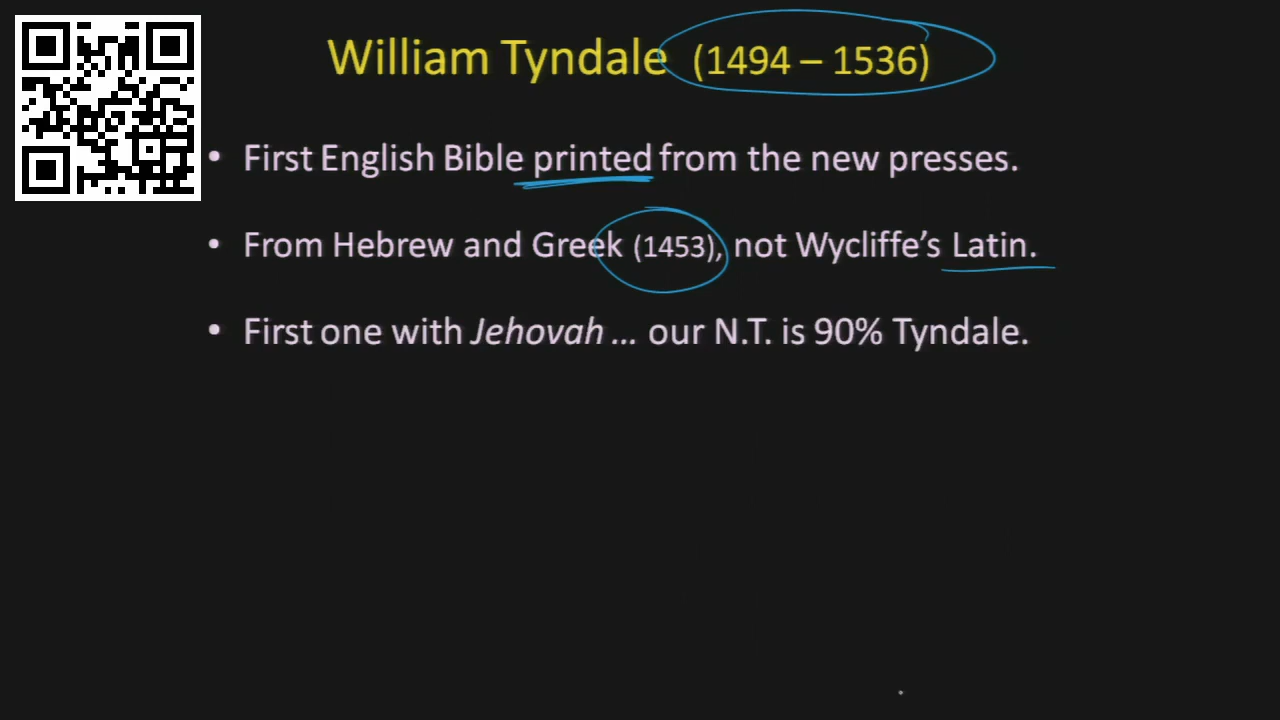 William Tyndale (1494 – 1536)
• First English Bible printed from the new presses.
• From Hebrew and Greek (1453), not Wycliffe’s Latin.
• First one with Jehovah ... our N.T. is 90% Tyndale.